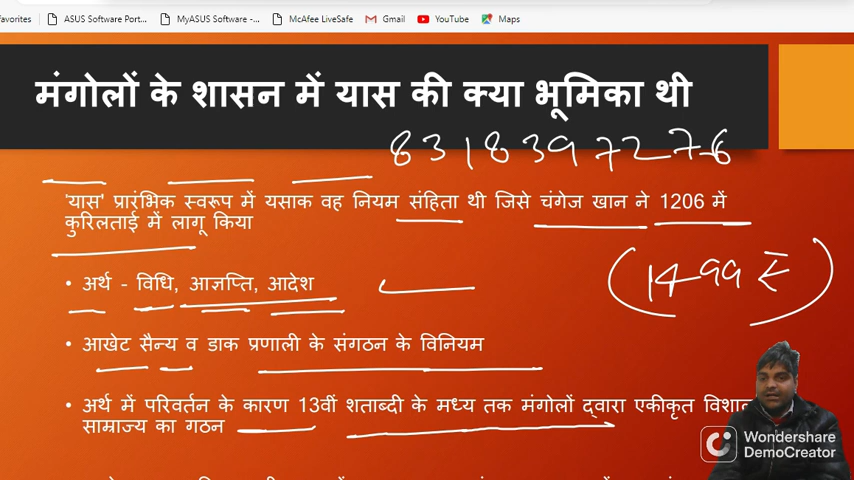 avorites ASUS Software Port... MyASUS Software -... McAfee LiveSafe Gmail YouTube Maps
मंगोलों के शासन में यास की क्या भूमिका थी
8318397276
'यास' प्रारंभिक स्वरूप में यसाक वह नियम संहिता थी जिसे चंगेज खान ने 1206 में
कुरिलताई में लागू किया
1499 ₹
• अर्थ - विधि, आज्ञप्ति, आदेश
• आखेट सैन्य व डाक प्रणाली के संगठन के विनियम
• अर्थ में परिवर्तन के कारण 13वीं शताब्दी के मध्य तक मंगोलों द्वारा एकीकृत
साम्राज्य का गठन
Wondershare
DemoCreator